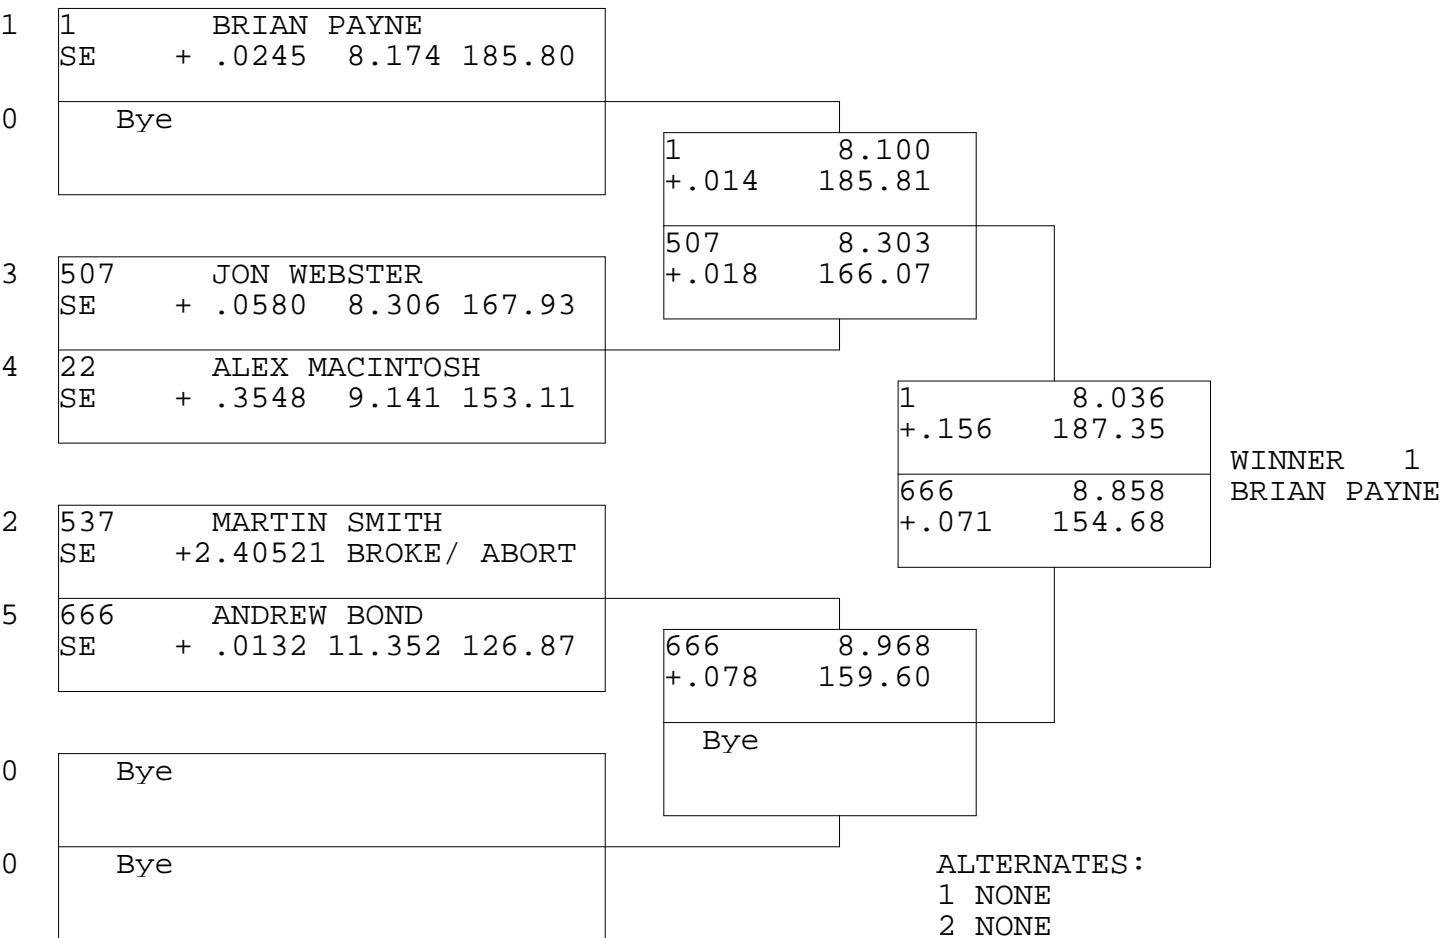 1 1 BRIAN PAYNE
SE + .0245 8.174 185.80
0 Bye
1 8.100
+.014 185.81
507 8.303
+.018 166.07
3 507 JON WEBSTER
SE + .0580 8.306 167.93
4 22 ALEX MACINTOSH
SE + .3548 9.141 153.11
1 8.036
+.156 187.35
666 8.858
+.071 154.68
WINNER 1
BRIAN PAYNE
2 537 MARTIN SMITH
SE +2.40521 BROKE/ ABORT
5 666 ANDREW BOND
SE + .0132 11.352 126.87
666 8.968
+.078 159.60
Bye
0 Bye
0 Bye
ALTERNATES:
1 NONE
2 NONE